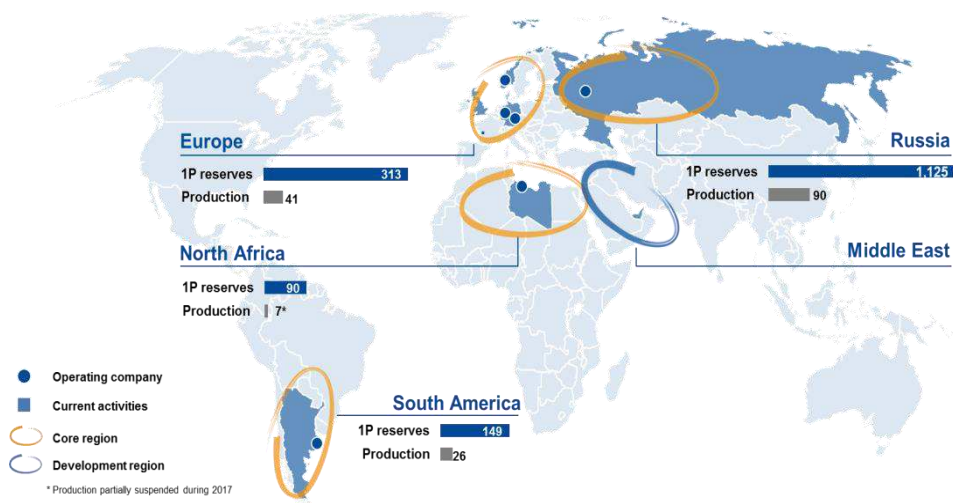 Europe
1P reserves 313
Production 41
Russia
1P reserves 1,125
Production 90
North Africa
1P reserves 90
Production 7*
Middle East
South America
1P reserves 149
Production 26
Operating company
Current activities
Core region
Development region
* Production partially suspended during 2017